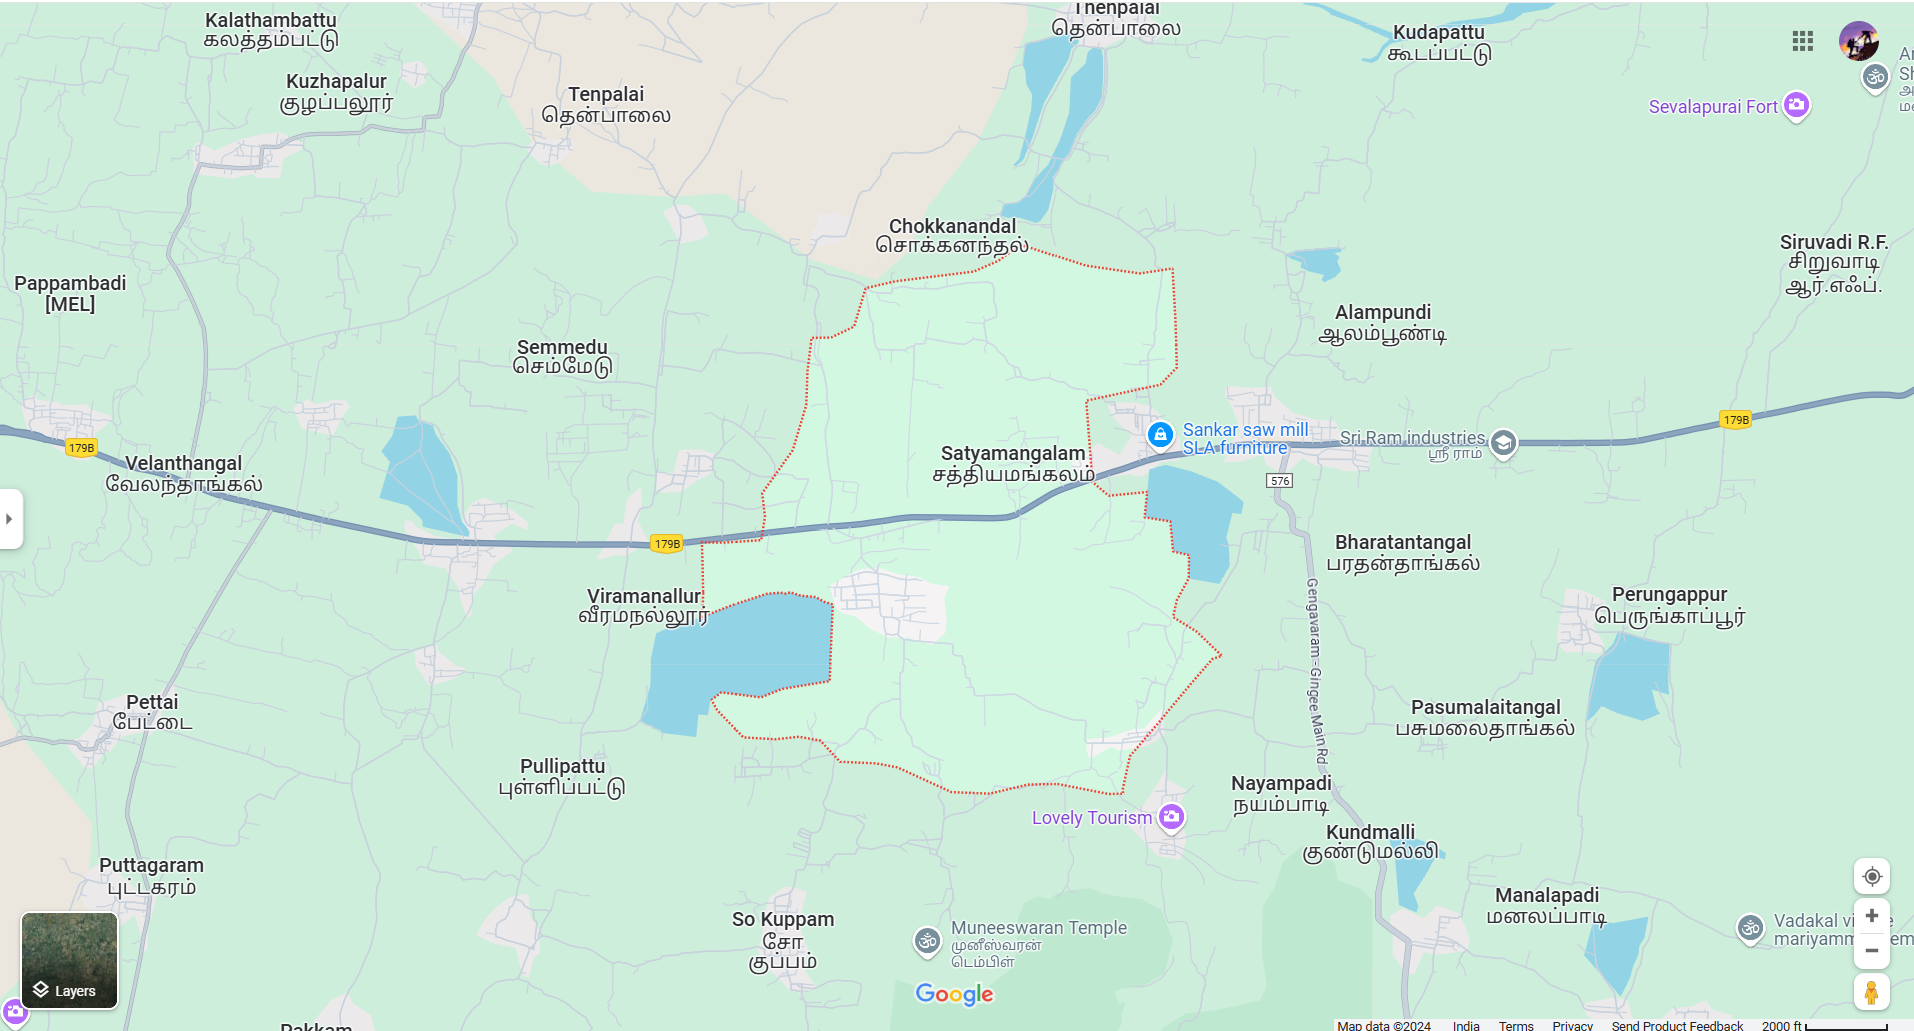 Kalathambattu
கலத்தம்பட்டு
Thenpalai
தென்பாலை
Kudapattu
கூடப்பட்டு
Kuzhapalur
குழப்பலூர்
Tenpalai
தென்பாலை
Sevalapurai Fort
Chokkanandal
சொக்கனந்தல்
Siruvadi R.F.
சிறுவாடி
ஆர்.எஃப்.
Pappambadi
[MEL]
Alampundi
ஆலம்பூண்டி
Semmedu
செம்மேடு
179B
Sankar saw mill
SLA furniture
Sri Ram industries
ஸ்ரீ ராம்
179B
Velanthangal
வேலந்தாங்கல்
Satyamangalam
சத்தியமங்கலம்
576
179B
Bharatantangal
பரதன்தாங்கல்
Viramanallur
வீரமநல்லூர்
Gengavaram - Gingee Main Rd
Perungappur
பெருங்காப்பூர்
Pettai
பேட்டை
Pasumalaitangal
பசுமலைதாங்கல்
Pullipattu
புள்ளிப்பட்டு
Nayampadi
நயம்பாடி
Lovely Tourism
Kundmalli
குண்டுமல்லி
Puttagaram
புட்டகரம்
Manalapadi
மனலப்பாடி
So Kuppam
சோ
குப்பம்
Muneeswaran Temple
முனீஸ்வரன்
டெம்பிள்
Vadakal
mariyamm
Layers
Google
Pakkam
Map data ©2024 India Terms Privacy Send Product Feedback 2000 ft